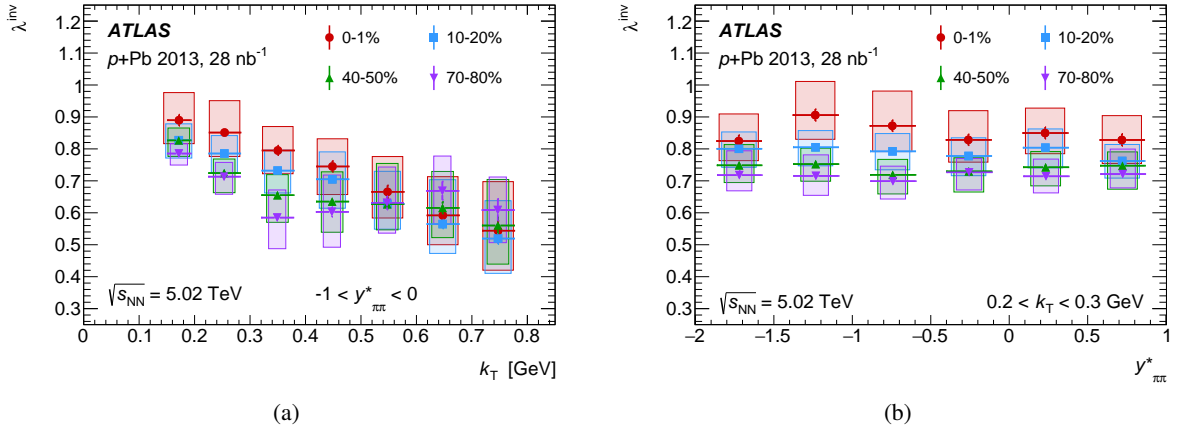 λ^inv
1.2
1.1
1
0.9
0.8
0.7
0.6
0.5
0.4
0.3
ATLAS
p+Pb 2013, 28 nb⁻¹
0-1%
10-20%
40-50%
70-80%
√s_NN = 5.02 TeV
-1 < y*_ππ < 0
0 0.1 0.2 0.3 0.4 0.5 0.6 0.7 0.8
k_T [GeV]
(a)
λ^inv
1.2
1.1
1
0.9
0.8
0.7
0.6
0.5
0.4
0.3
ATLAS
p+Pb 2013, 28 nb⁻¹
0-1%
10-20%
40-50%
70-80%
√s_NN = 5.02 TeV
0.2 < k_T < 0.3 GeV
−2 −1.5 −1 −0.5 0 0.5 1
y*_ππ
(b)